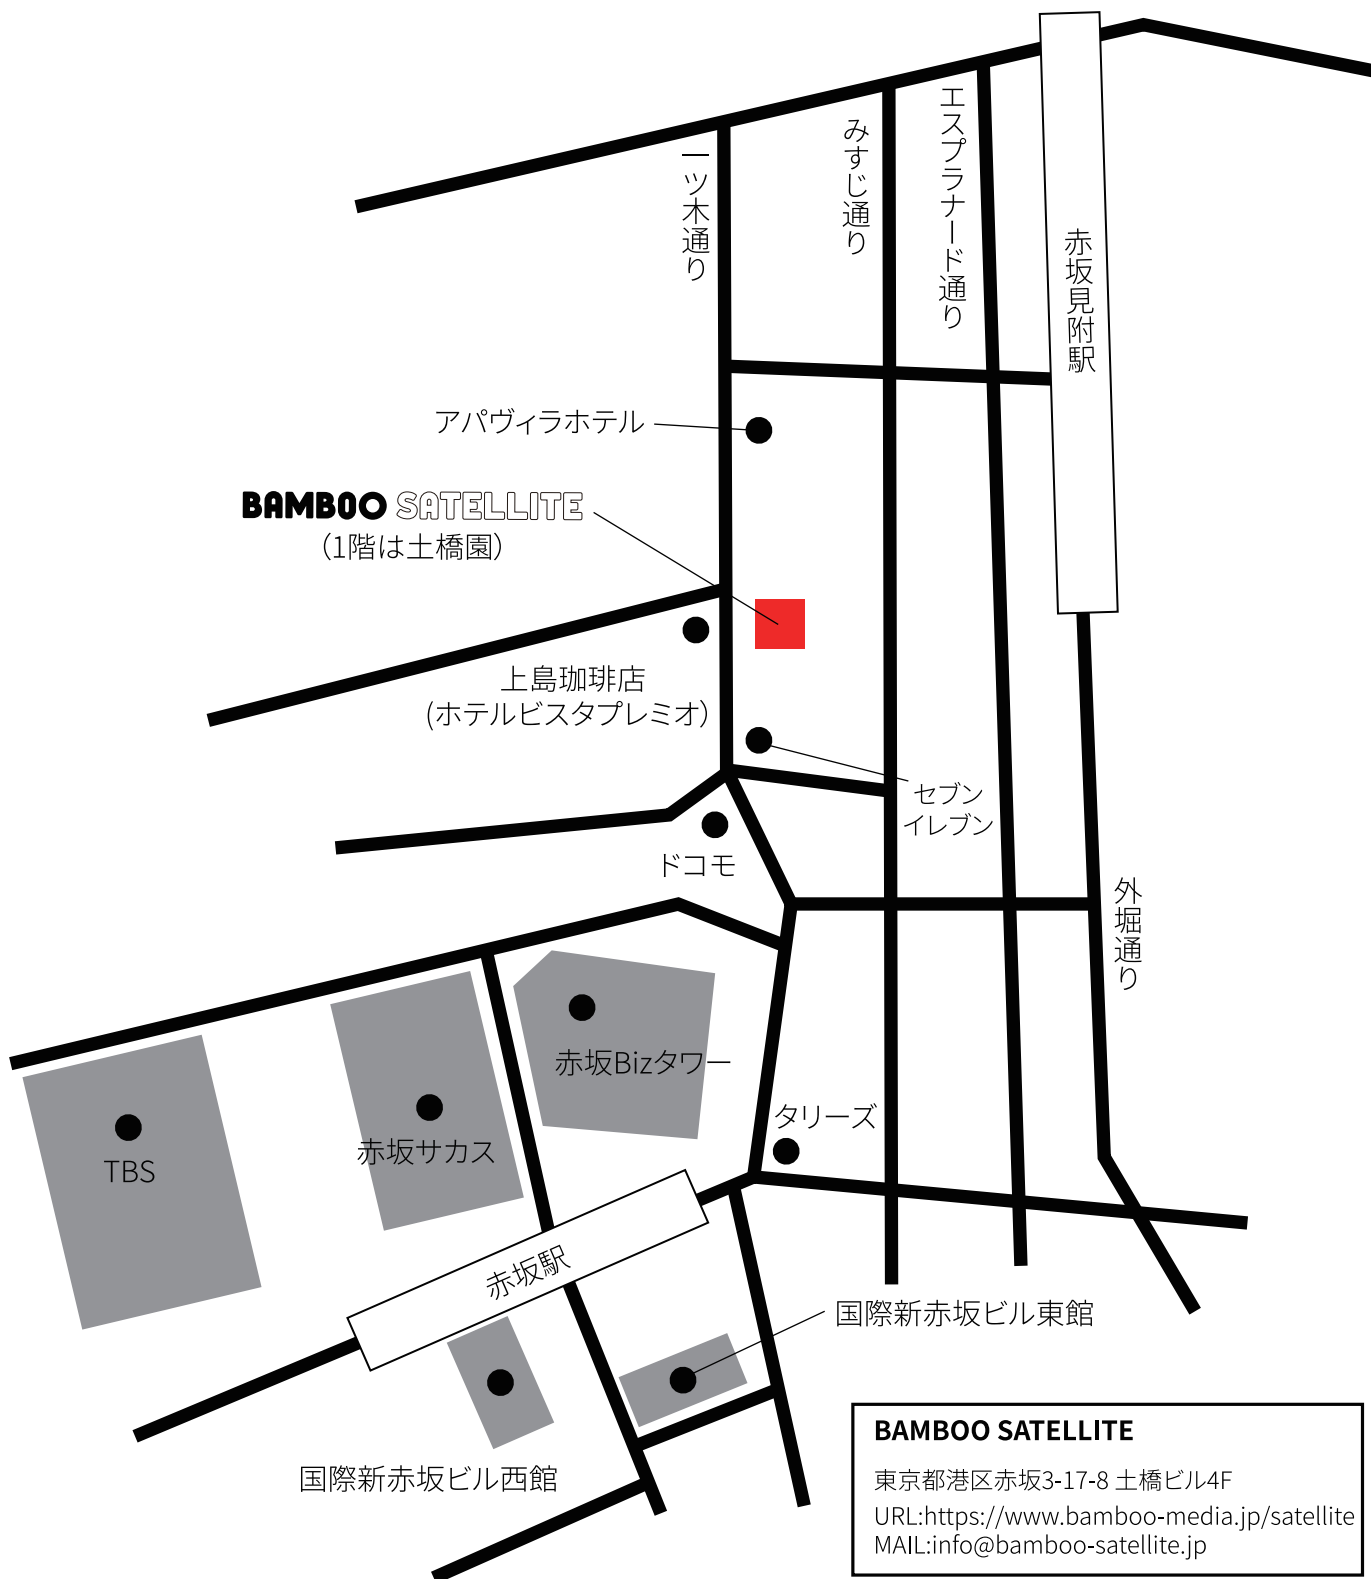 一ツ木通り
みすじ通り
エスプラナード通り
赤坂見附駅
アパヴィラホテル
BAMBOO SATELLITE
(1階は土橋園)
上島珈琲店
(ホテルビスタプレミオ)
セブン
イレブン
ドコモ
外堀通り
赤坂Bizタワー
タリーズ
赤坂サカス
TBS
赤坂駅
国際新赤坂ビル東館
国際新赤坂ビル西館
BAMBOO SATELLITE
東京都港区赤坂3-17-8 土橋ビル4F
URL:https://www.bamboo-media.jp/satellite
MAIL:info@bamboo-satellite.jp